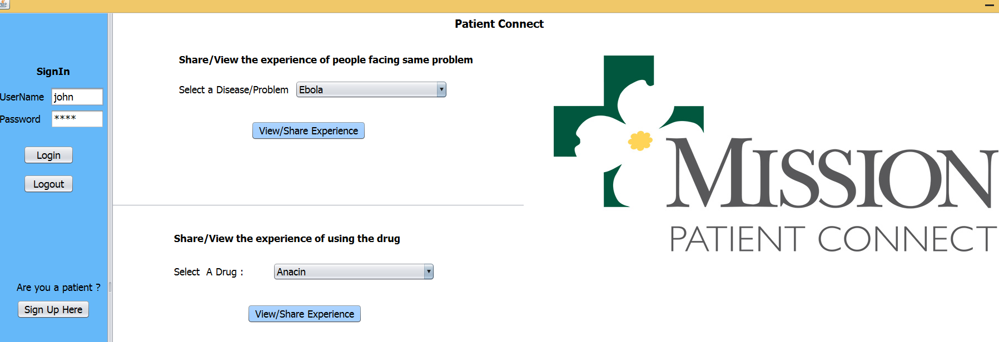 Patient Connect
SignIn
UserName john
Password ****
Login
Logout
Are you a patient ?
Sign Up Here
Share/View the experience of people facing same problem
Select a Disease/Problem Ebola
View/Share Experience
Share/View the experience of using the drug
Select A Drug : Anacin
View/Share Experience
MISSION
PATIENT CONNECT